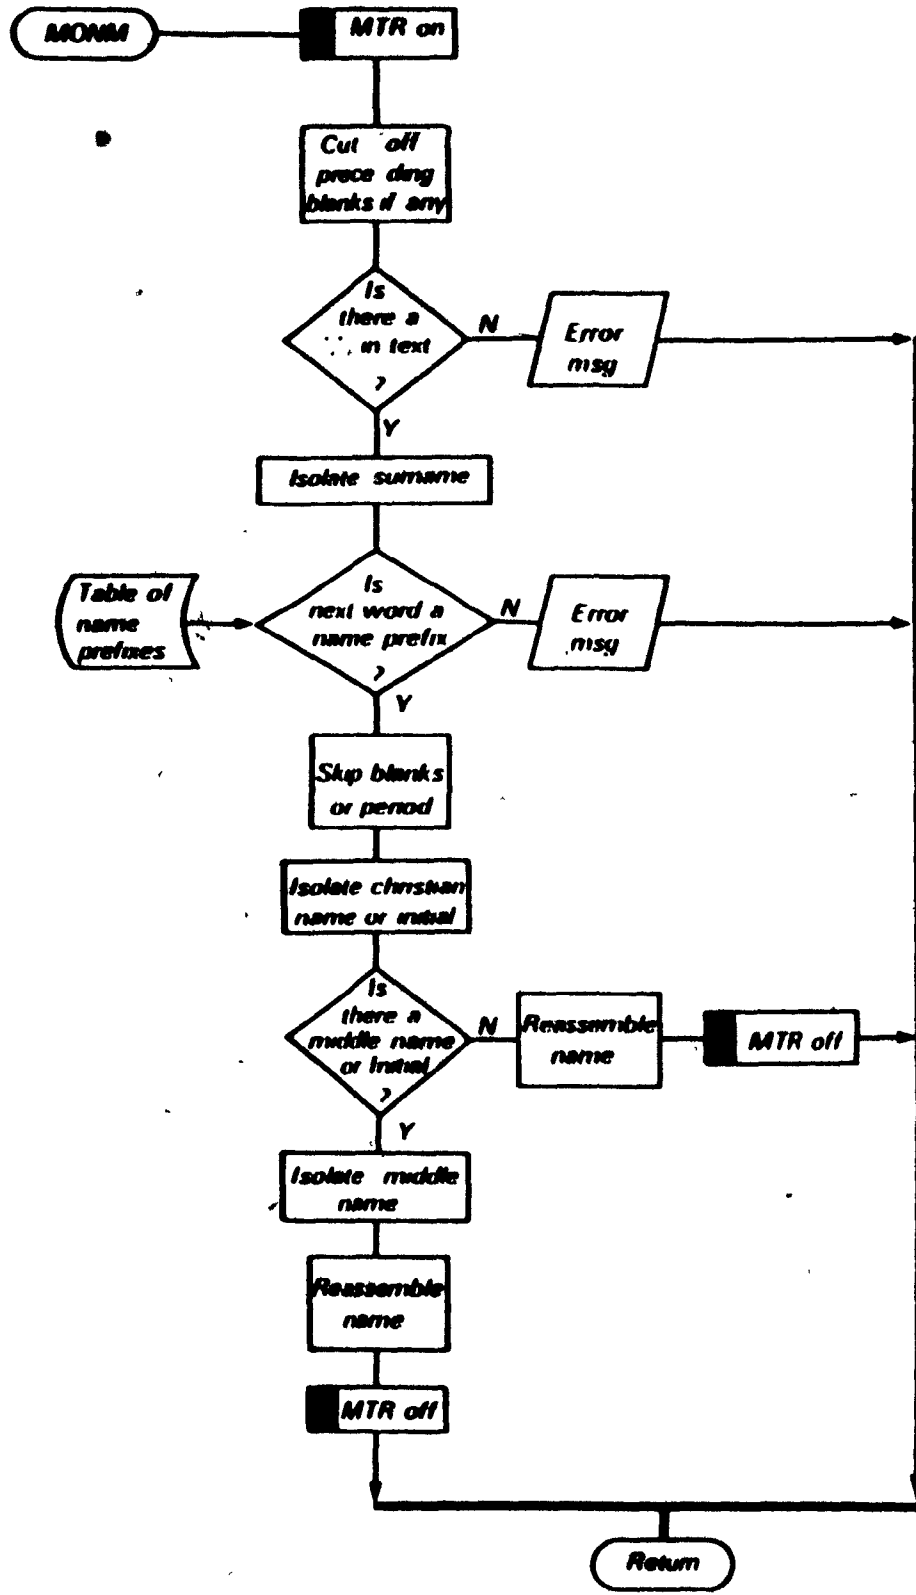 MONM
MTR on
Cut off
prece ding
blanks if any
Is
there a
in text
?
N
Error
msg
Y
Isolate surname
Table of
name
prefixes
Is
next word a
name prefix
?
N
Error
msg
Y
Skip blanks
or period
Isolate christian
name or initial
Is
there a
middle name
or Initial
?
N
Reassemble
name
MTR off
Y
Isolate middle
name
Reassemble
name
MTR off
Return